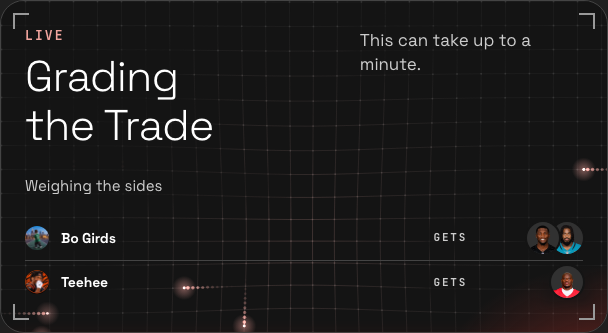 LIVE
Grading
the Trade
This can take up to a
minute.
Weighing the sides
Bo Girds
GETS
Teehee
GETS